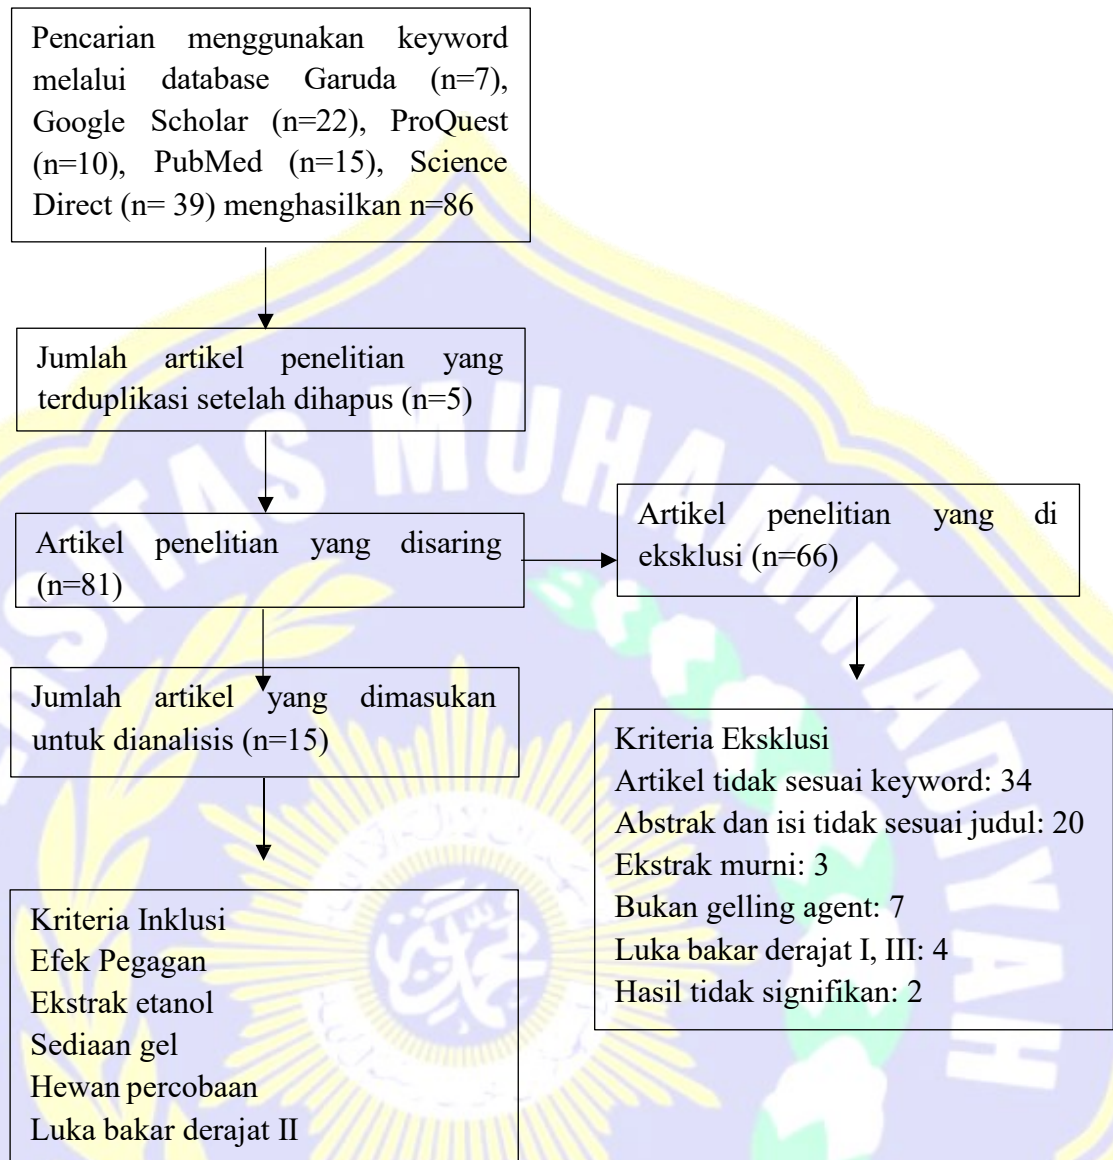 Pencarian menggunakan keyword
melalui database Garuda (n=7),
Google Scholar (n=22), ProQuest
(n=10), PubMed (n=15), Science
Direct (n= 39) menghasilkan n=86
Jumlah artikel penelitian yang
terduplikasi setelah dihapus (n=5)
Artikel penelitian yang disaring
(n=81)
Artikel penelitian yang di
eksklusi (n=66)
Jumlah artikel yang dimasukan
untuk dianalisis (n=15)
Kriteria Eksklusi
Artikel tidak sesuai keyword: 34
Abstrak dan isi tidak sesuai judul: 20
Ekstrak murni: 3
Bukan gelling agent: 7
Luka bakar derajat I, III: 4
Hasil tidak signifikan: 2
Kriteria Inklusi
Efek Pegagan
Ekstrak etanol
Sediaan gel
Hewan percobaan
Luka bakar derajat II
MUHAMMADIYAH